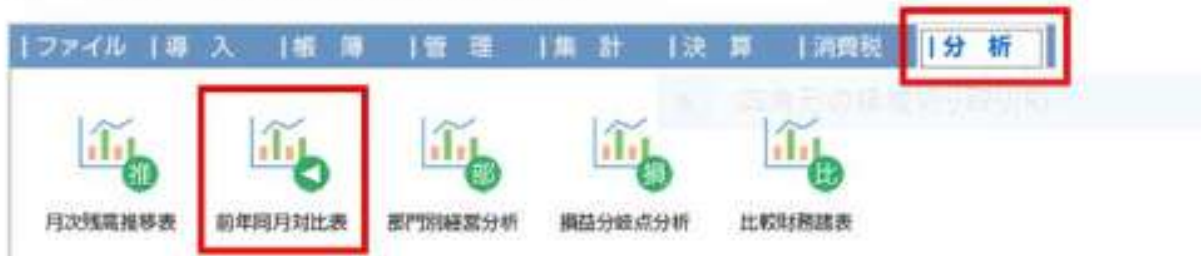 |ファイル |導 入 |帳 簿 |管 理 |集 計 |決 算 |消費税 |分 析
推 ◀ 部 損 比
月次残高推移表 前年同月対比表 部門別経営分析 損益分岐点分析 比較財務諸表